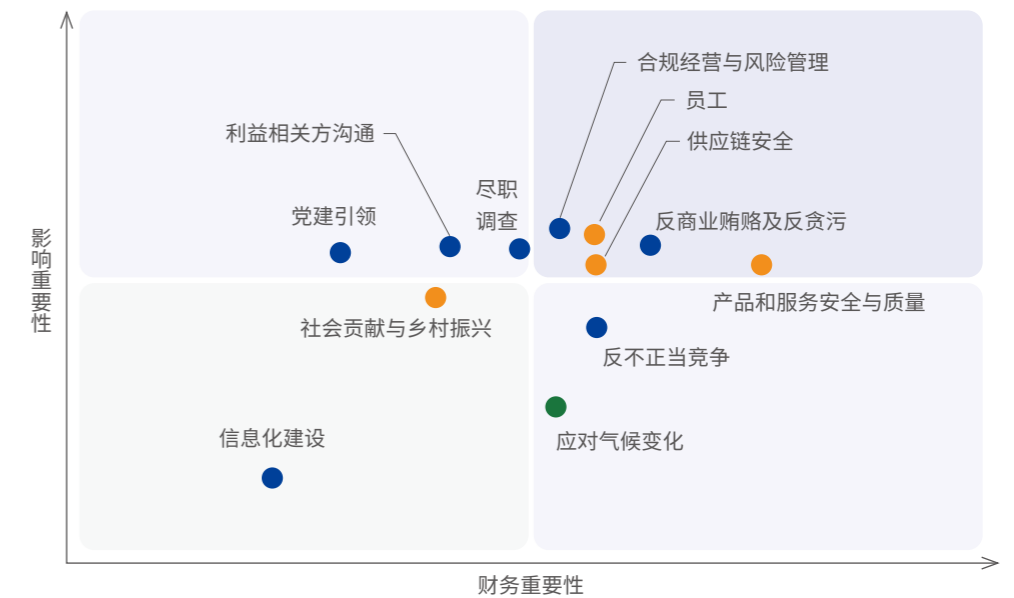 合规经营与风险管理
员工
利益相关方沟通
供应链安全
尽职
调查
党建引领
反商业贿赂及反贪污
影响重要性
产品和服务安全与质量
社会贡献与乡村振兴
反不正当竞争
信息化建设
应对气候变化
财务重要性